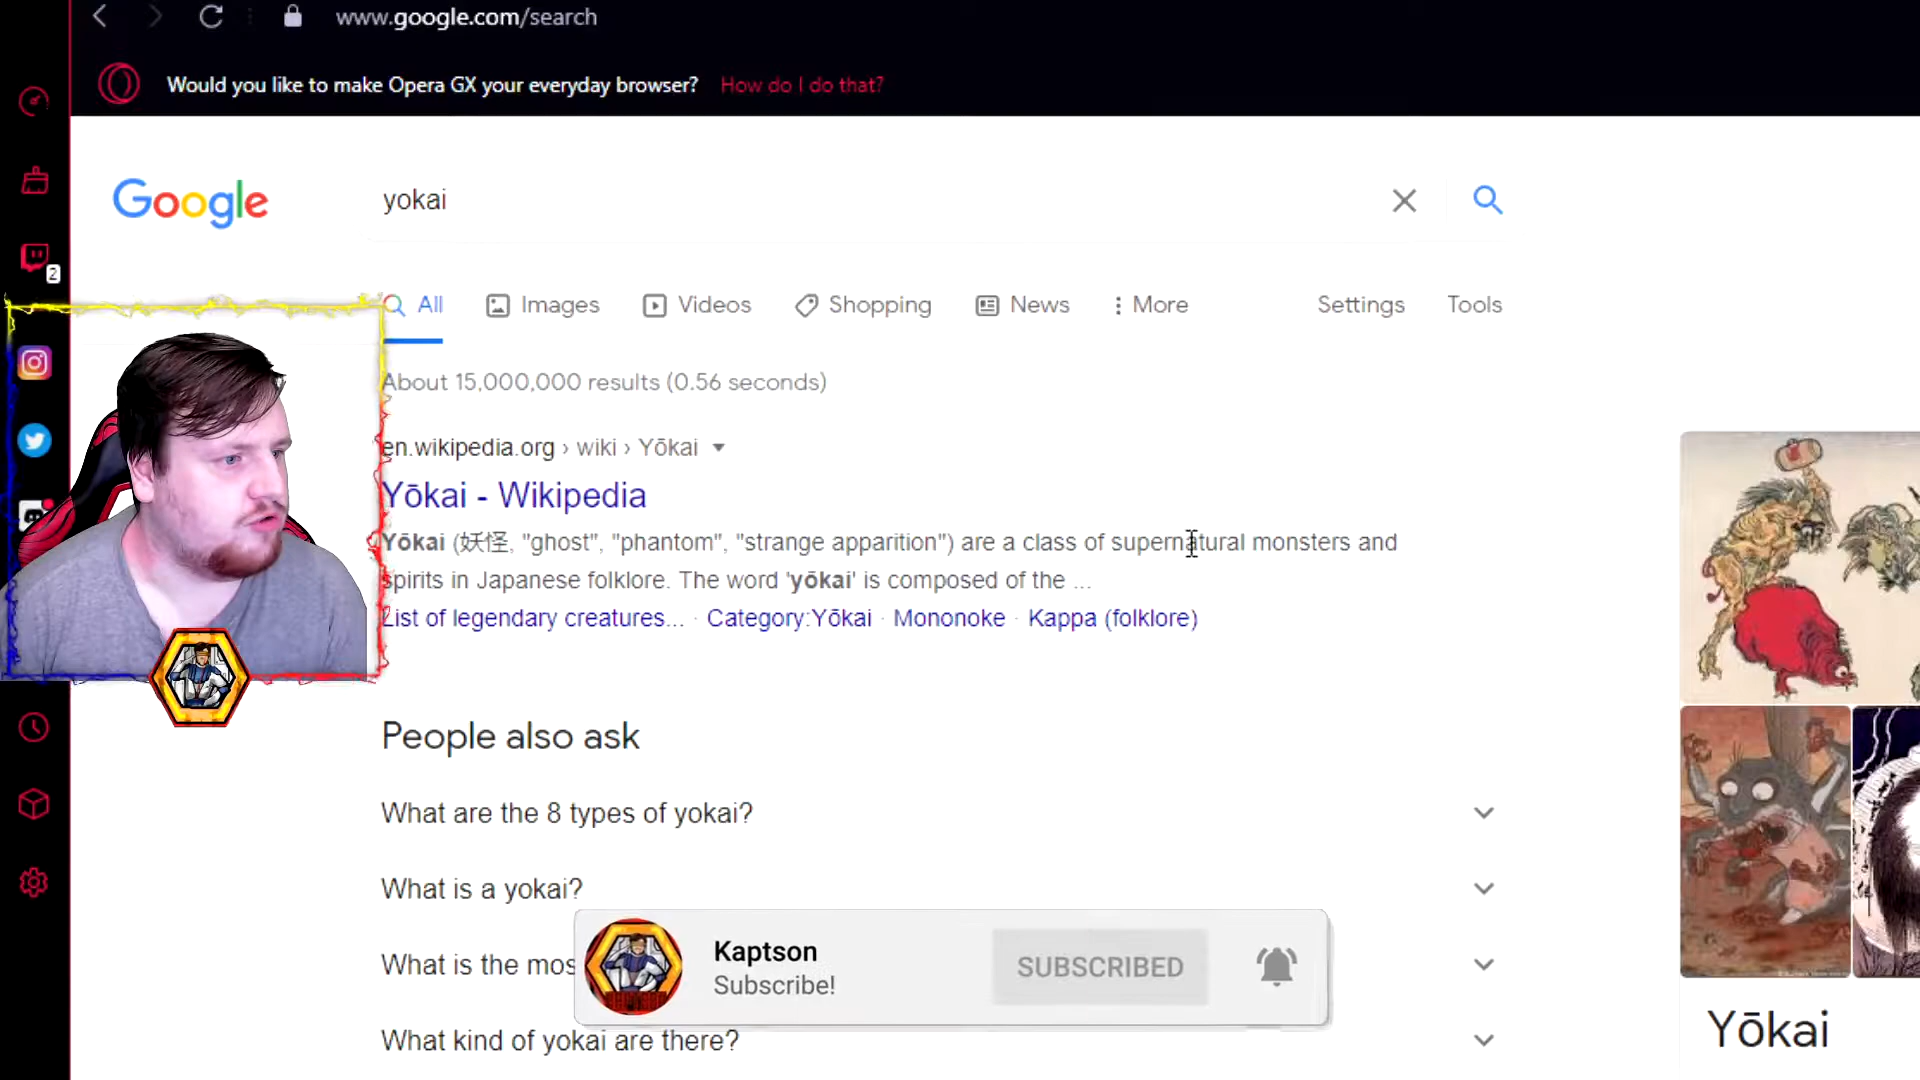 www.google.com/search
Would you like to make Opera GX your everyday browser? How do I do that?
Google
yokai
2
All Images Videos Shopping News More Settings Tools
About 15,000,000 results (0.56 seconds)
en.wikipedia.org › wiki › Yōkai
Yōkai - Wikipedia
Yōkai (妖怪, "ghost", "phantom", "strange apparition") are a class of supernatural monsters and
spirits in Japanese folklore. The word 'yōkai' is composed of the ...
List of legendary creatures... · Category:Yōkai · Mononoke · Kappa (folklore)
People also ask
What are the 8 types of yokai?
What is a yokai?
What is the mos
Kaptson
Subscribe!
SUBSCRIBED
What kind of yokai are there?
Yōkai